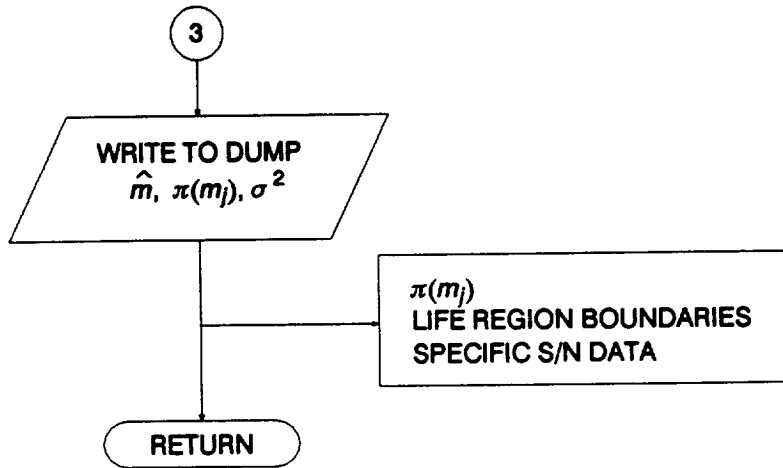 3
WRITE TO DUMP
m̂, π(mⱼ), σ²
π(mⱼ)
LIFE REGION BOUNDARIES
SPECIFIC S/N DATA
RETURN